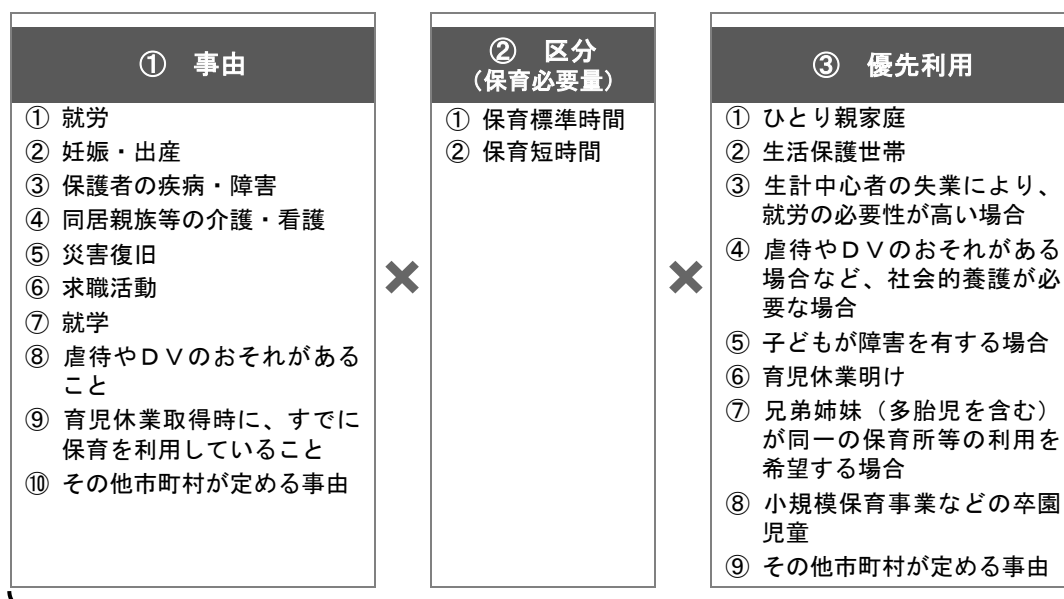 ① 事由
① 就労
② 妊娠・出産
③ 保護者の疾病・障害
④ 同居親族等の介護・看護
⑤ 災害復旧
⑥ 求職活動
⑦ 就学
⑧ 虐待やＤＶのおそれがある
こと
⑨ 育児休業取得時に、すでに
保育を利用していること
⑩ その他市町村が定める事由
② 区分
（保育必要量）
① 保育標準時間
② 保育短時間
③ 優先利用
① ひとり親家庭
② 生活保護世帯
③ 生計中心者の失業により、
就労の必要性が高い場合
④ 虐待やＤＶのおそれがある
場合など、社会的養護が必
要な場合
⑤ 子どもが障害を有する場合
⑥ 育児休業明け
⑦ 兄弟姉妹（多胎児を含む）
が同一の保育所等の利用を
希望する場合
⑧ 小規模保育事業などの卒園
児童
⑨ その他市町村が定める事由